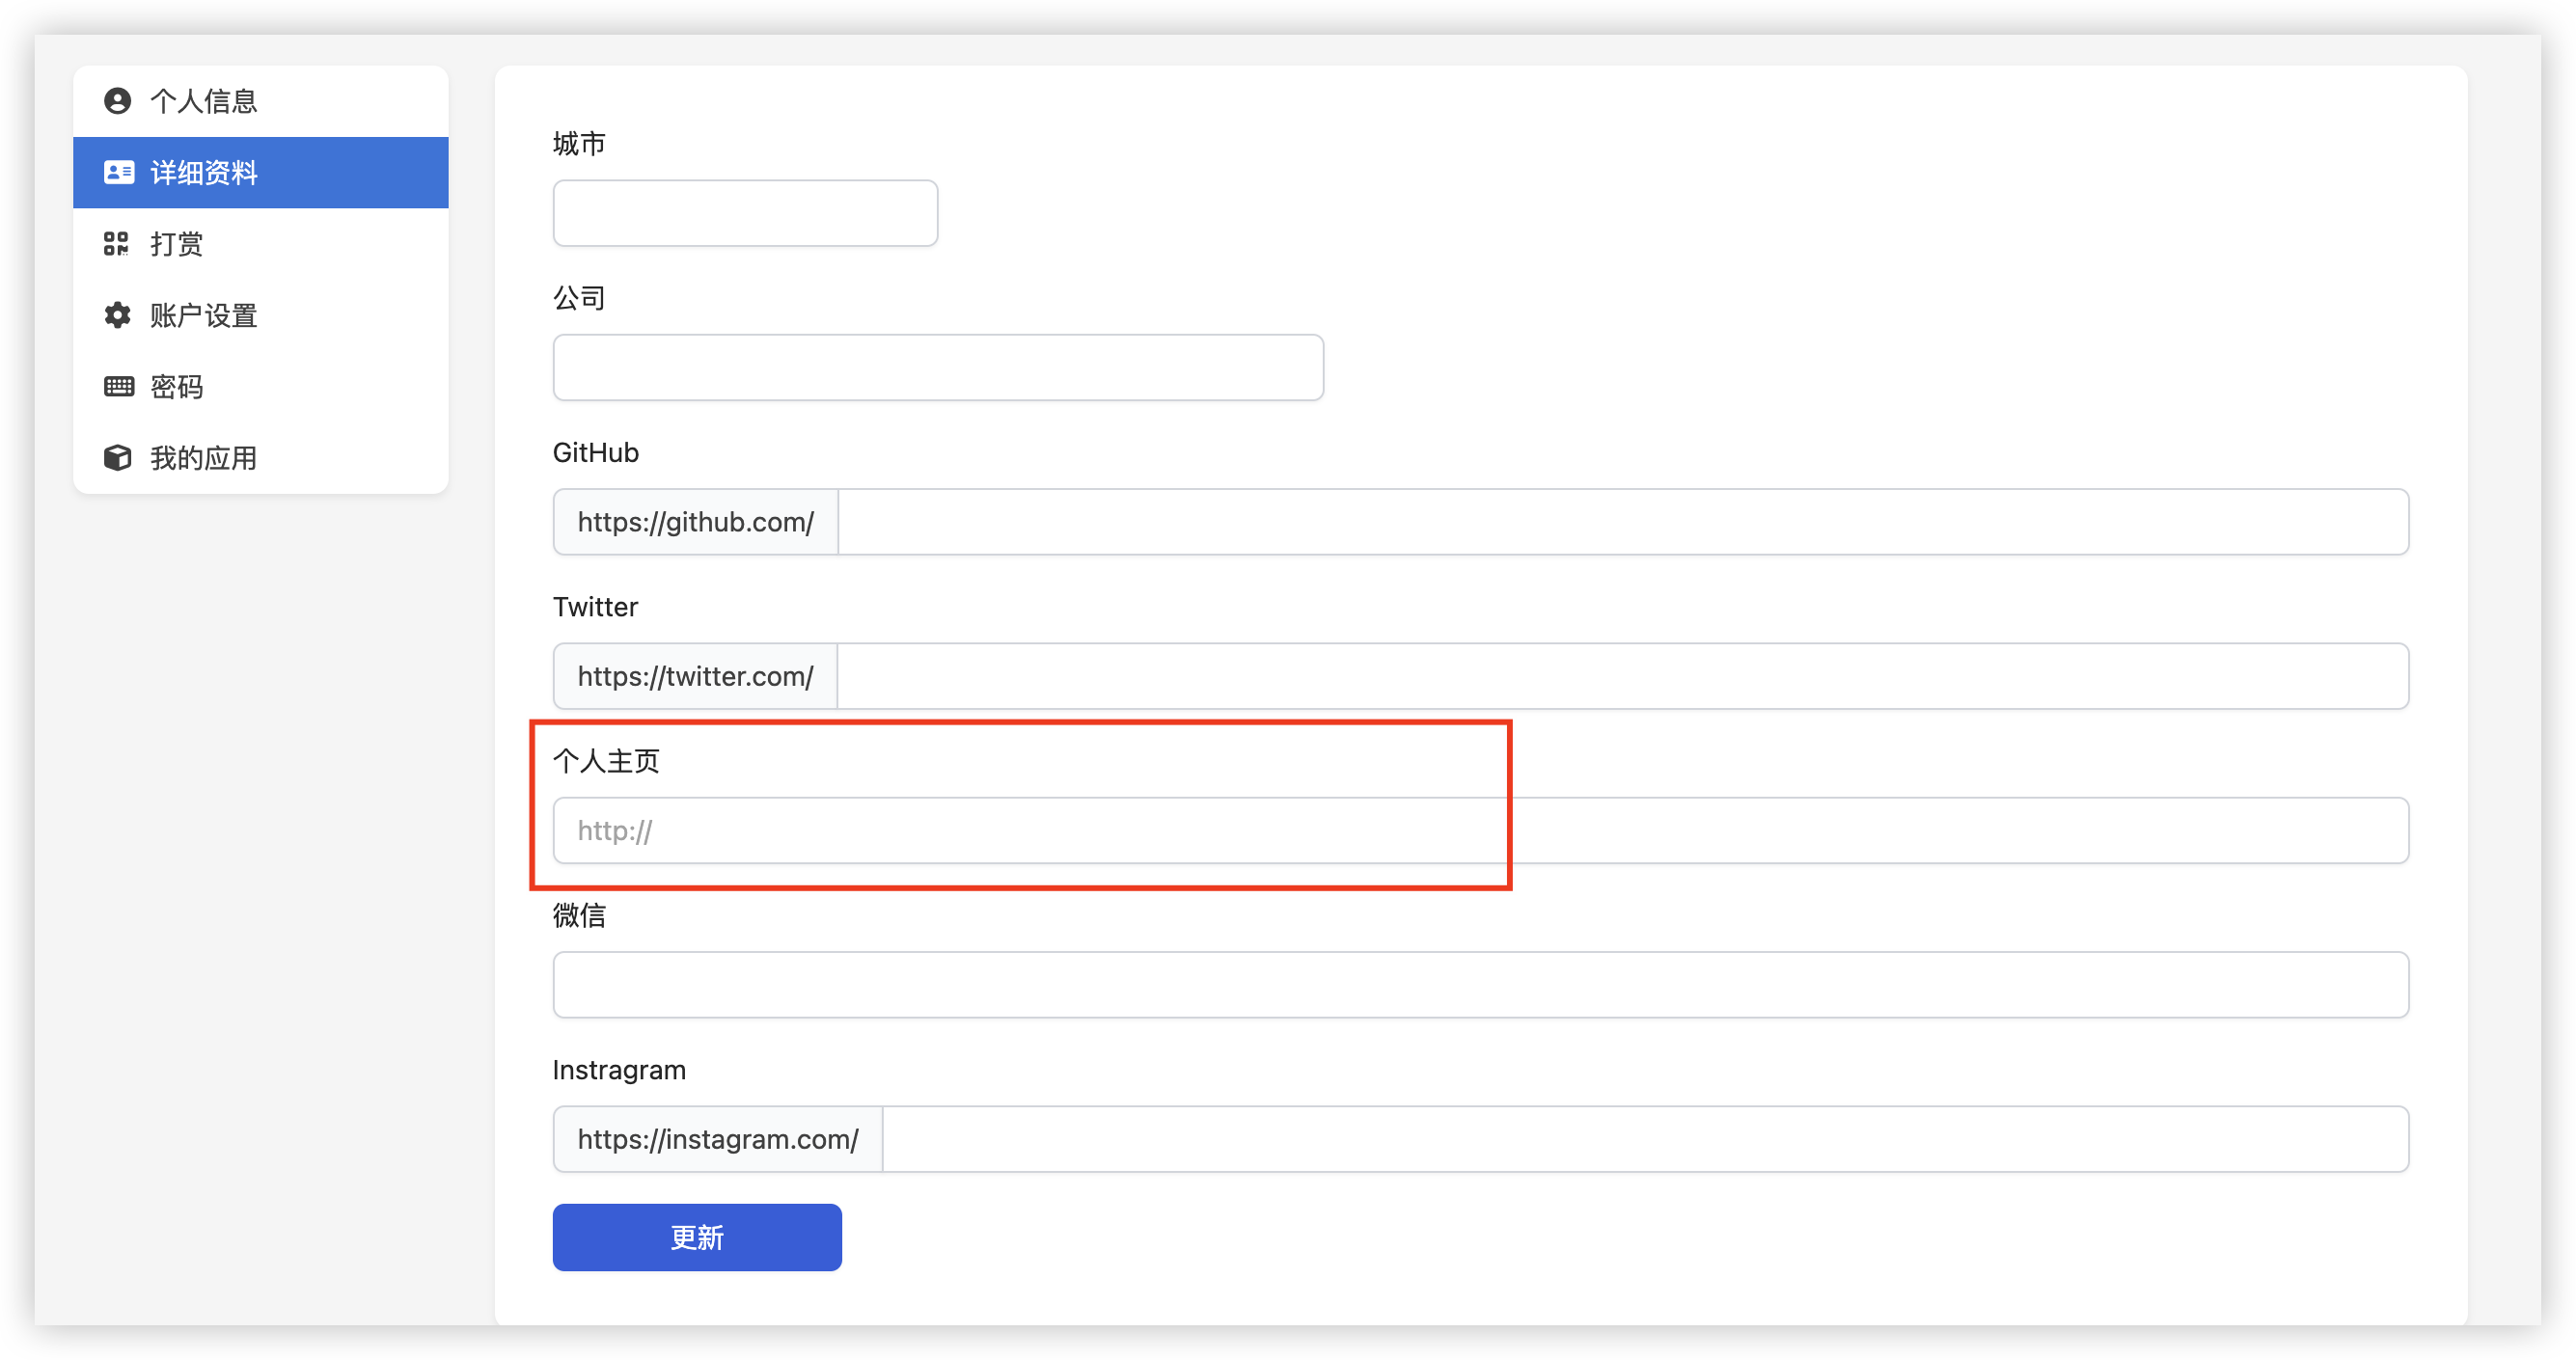 个人信息
详细资料
打赏
账户设置
密码
我的应用
城市
公司
GitHub
https://github.com/
Twitter
https://twitter.com/
个人主页
http://
微信
Instragram
https://instagram.com/
更新